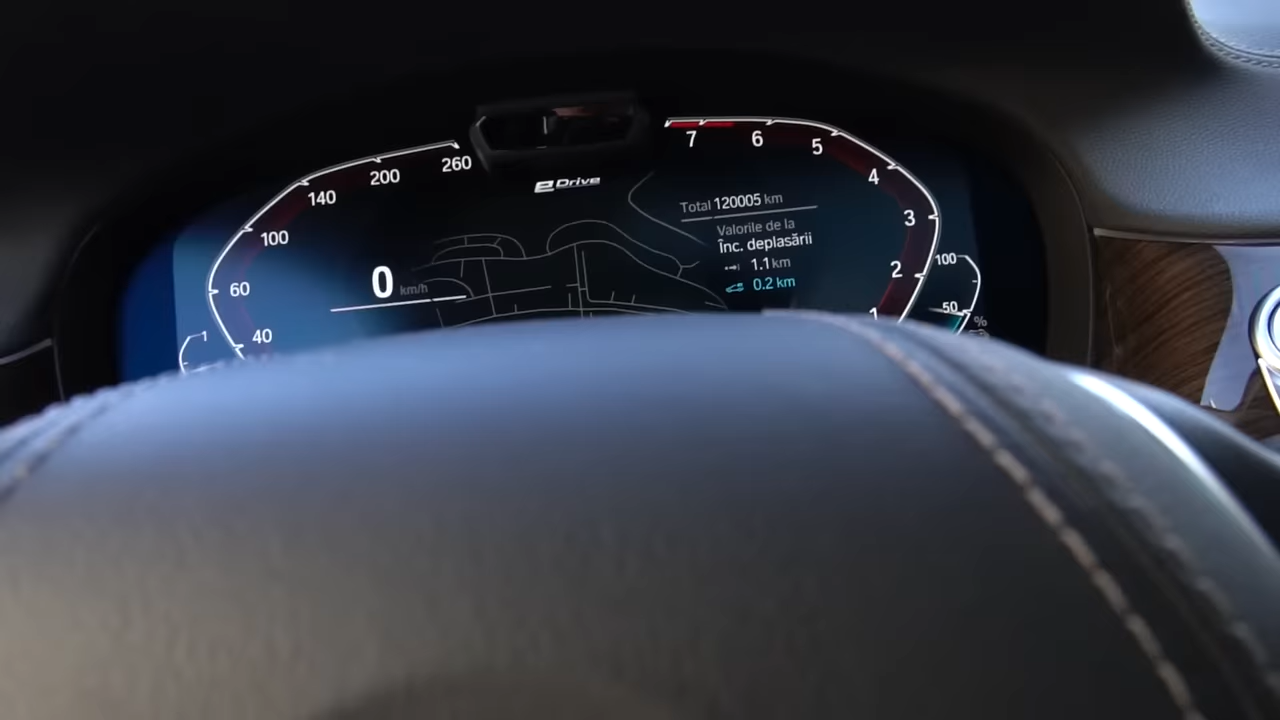 260
200
140
100
60
40
1
0 km/h
eDrive
7
6
5
4
3
2
1
Total 120005 km
Valorile de la
Înc. deplasării
1.1 km
0.2 km
100
50
%